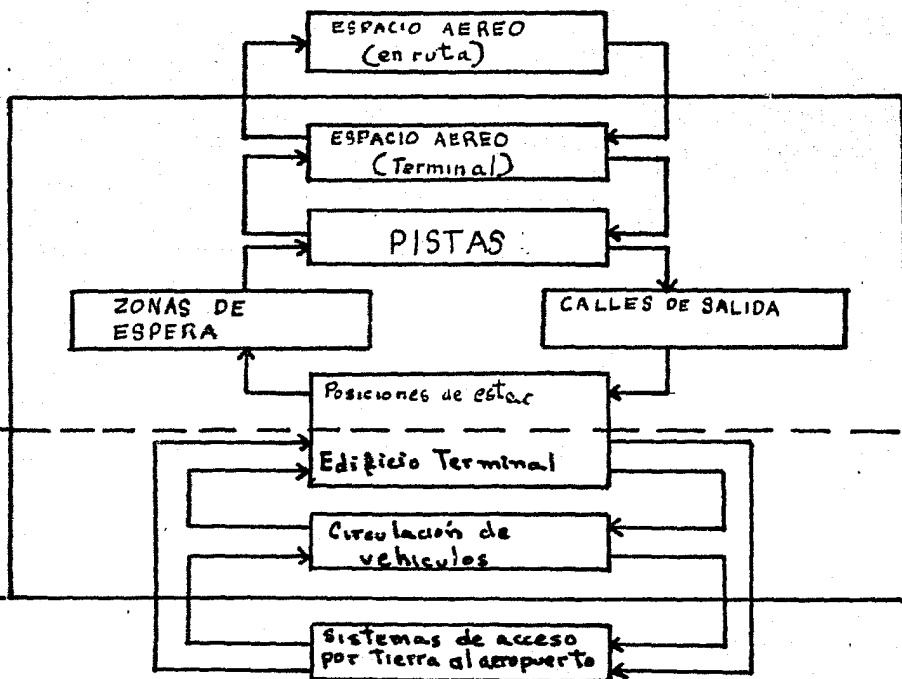 ESPACIO AEREO
(en ruta)
ESPACIO AEREO
(Terminal)
PISTAS
ZONAS DE
ESPERA
CALLES DE SALIDA
Posiciones de estac
Edificio Terminal
Circulación de
vehiculos
Sistemas de acceso
por tierra al aeropuerto